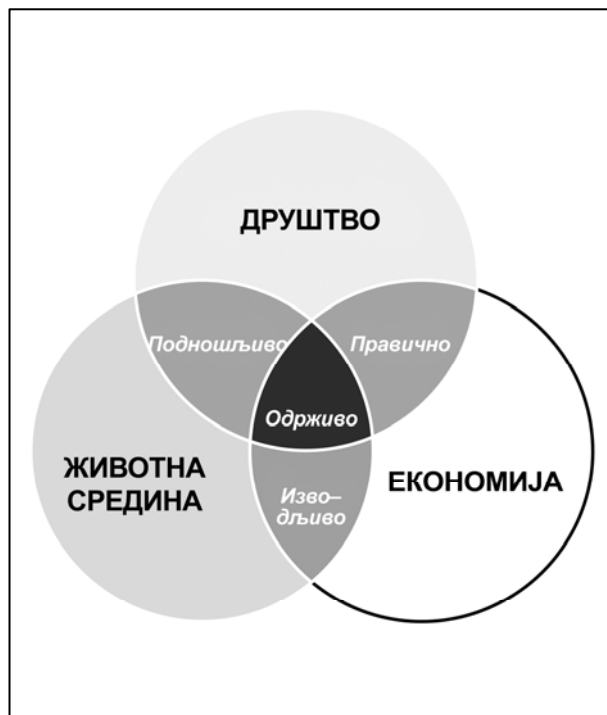 ДРУШТВО
Подношљиво
Правично
Одрживо
ЖИВОТНА
СРЕДИНА
ЕКОНОМИЈА
Изво–
дљиво